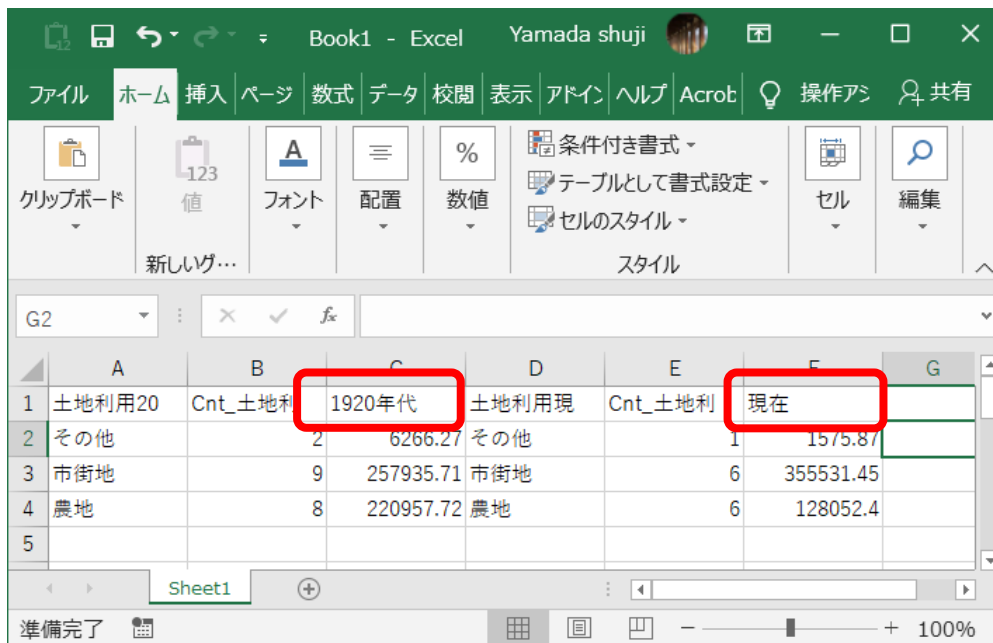 12 Book1 - Excel Yamada shuji
ファイル ホーム 挿入 ページ 数式 データ 校閲 表示 アドイン ヘルプ Acrob 操作アシ 共有
123 A %
クリップボード 値 フォント 配置 数値 条件付き書式 テーブルとして書式設定 セルのスタイル セル 編集
新しいグ… スタイル
G2 fx
A B C D E F G
1 土地利用20 Cnt_土地利 1920年代 土地利用現 Cnt_土地利 現在
2 その他 2 6266.27 その他 1 1575.87
3 市街地 9 257935.71 市街地 6 355531.45
4 農地 8 220957.72 農地 6 128052.4
5
Sheet1
準備完了 100%